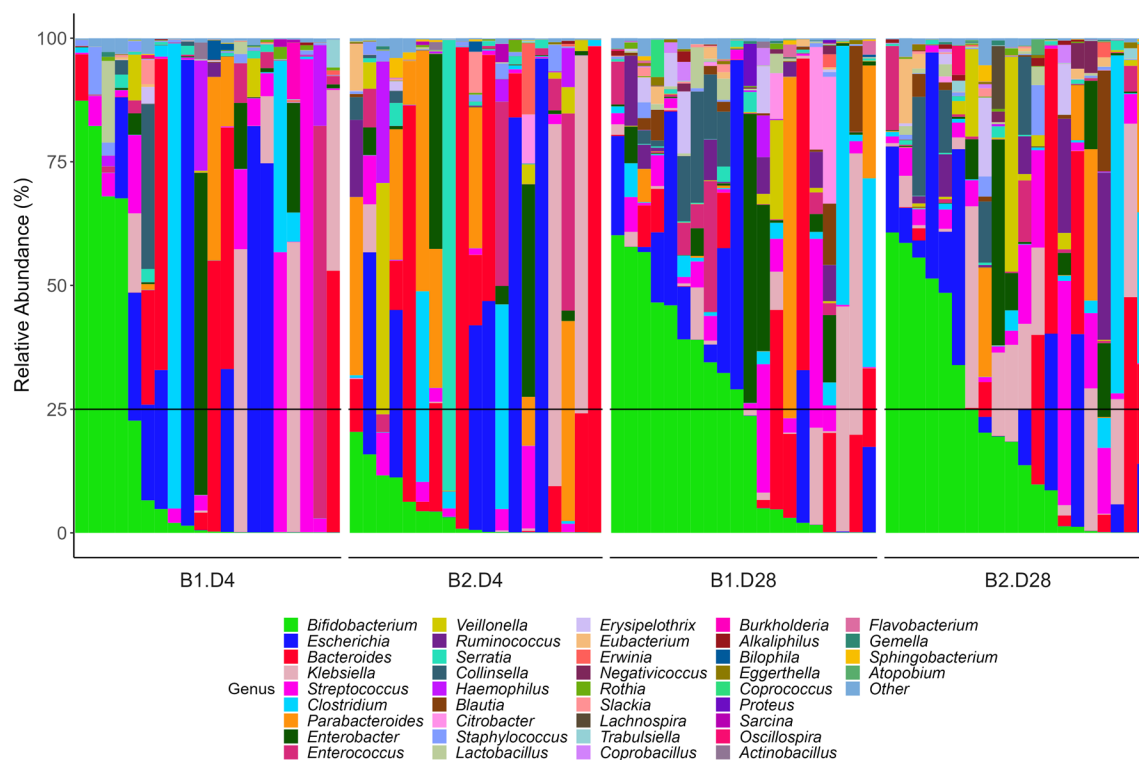 Relative Abundance (%)
100
75
50
25
0
B1.D4 B2.D4 B1.D28 B2.D28
Genus
Bifidobacterium Veillonella Erysipelothrix Burkholderia Flavobacterium
Escherichia Ruminococcus Eubacterium Alkaliphilus Gemella
Bacteroides Serratia Erwinia Bilophila Sphingobacterium
Klebsiella Collinsella Negativicoccus Eggerthella Atopobium
Streptococcus Haemophilus Rothia Coprococcus Other
Clostridium Blautia Slackia Proteus
Parabacteroides Citrobacter Lachnospira Sarcina
Enterobacter Staphylococcus Trabulsiella Oscillospira
Enterococcus Lactobacillus Coprobacillus Actinobacillus